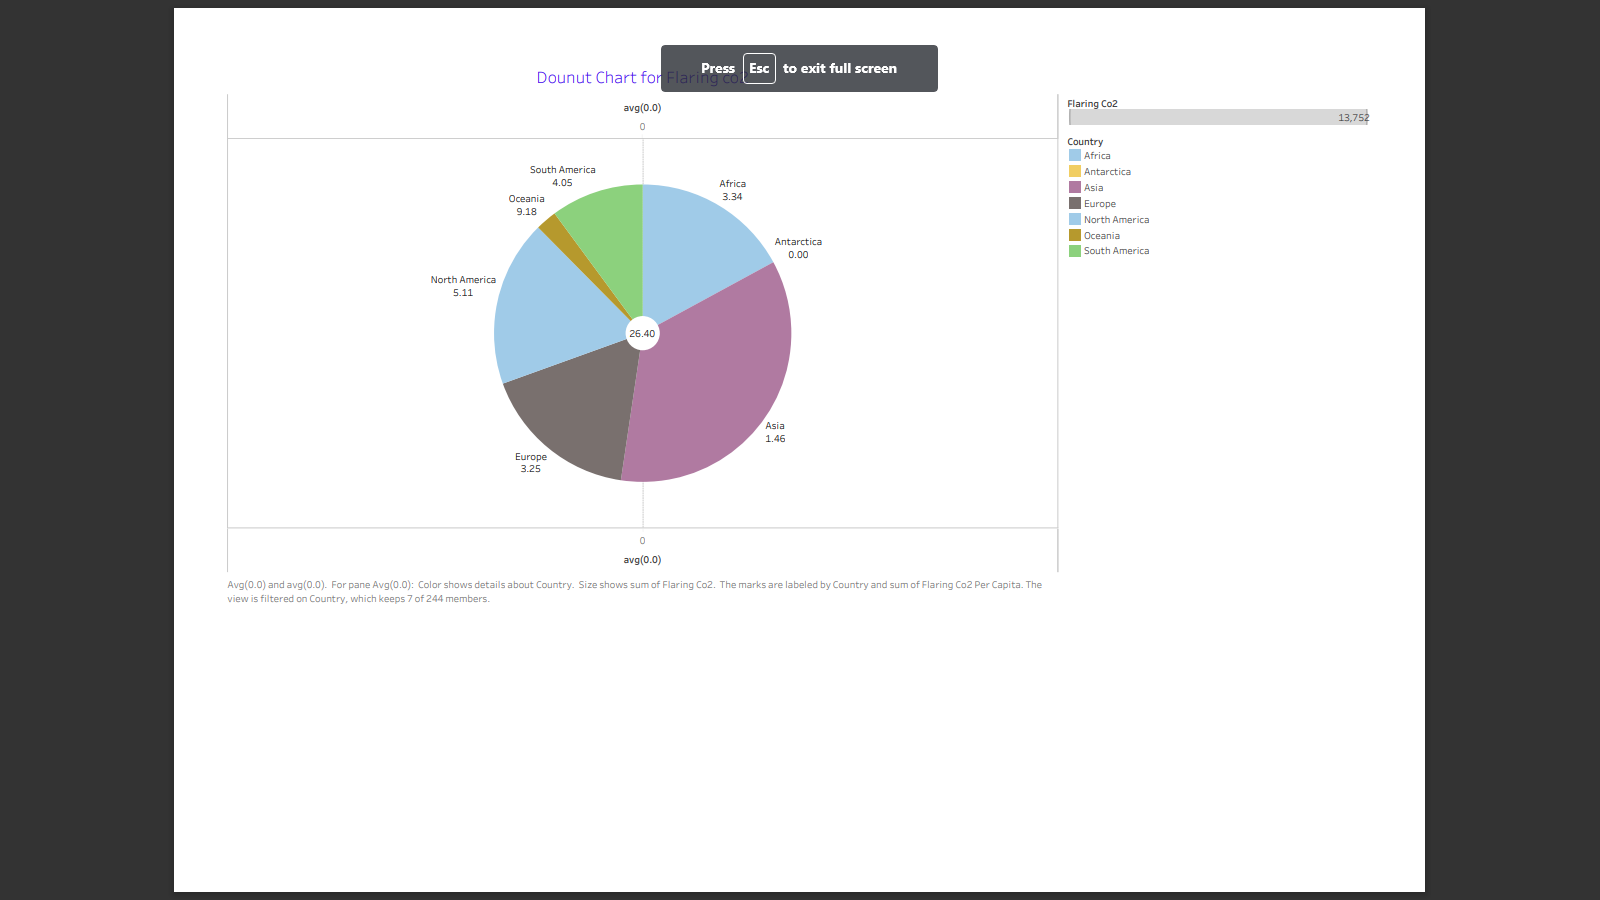 Press Esc to exit full screen
Dounut Chart for Flaring co2
avg(0.0)
0
Flaring Co2
13,752
Country
Africa
Antarctica
Asia
Europe
North America
Oceania
South America
South America
4.05
Africa
3.34
Oceania
9.18
Antarctica
0.00
North America
5.11
26.40
Asia
1.46
Europe
3.25
0
avg(0.0)
Avg(0.0) and avg(0.0). For pane Avg(0.0): Color shows details about Country. Size shows sum of Flaring Co2. The marks are labeled by Country and sum of Flaring Co2 Per Capita. The
view is filtered on Country, which keeps 7 of 244 members.